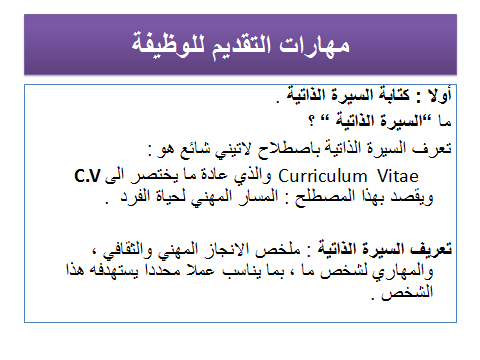 مهارات التقديم للوظيفة
أولا : كتابة السيرة الذاتية .
ما “السيرة الذاتية “ ؟
تعرف السيرة الذاتية باصطلاح لاتيني شائع هو :
Curriculum Vitae والذي عادة ما يختصر الى C.V
ويقصد بهذا المصطلح : المسار المهني لحياة الفرد .
تعريف السيرة الذاتية : ملخص الانجاز المهني والثقافي ،
والمهاري لشخص ما ، بما يناسب عملا محددا يستهدفه هذا
الشخص .